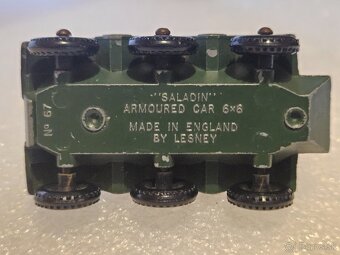 "SALADIN"
ARMOURED CAR 6×6
MADE IN ENGLAND
BY LESNEY
Nº 67